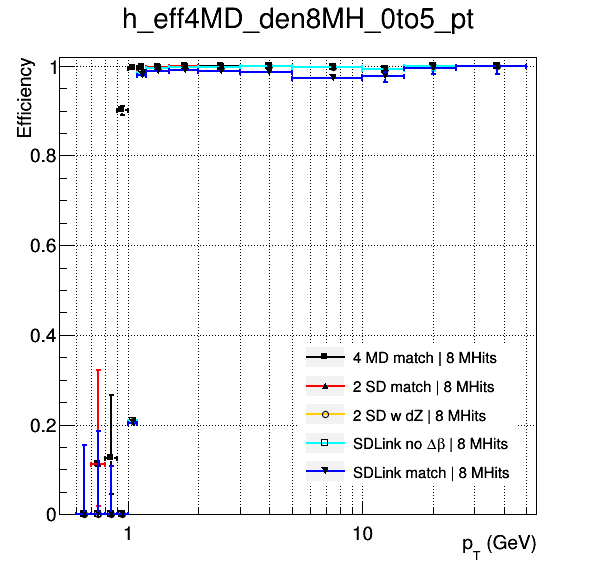 h_eff4MD_den8MH_0to5_pt
Efficiency
1
0.8
0.6
0.4
0.2
0
4 MD match | 8 MHits
2 SD match | 8 MHits
2 SD w dZ | 8 MHits
SDLink no Δβ | 8 MHits
SDLink match | 8 MHits
1
10
p_T (GeV)